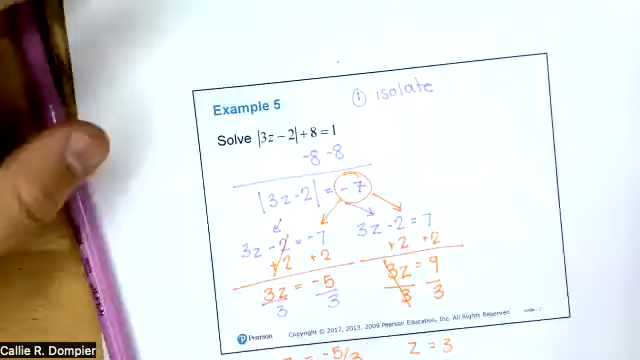 Example 5
① isolate
Solve |3z − 2| + 8 = 1
-8 -8
|3z-2| = -7
3z - 2 = -7
3z - 2 = 7
+2 +2
+2 +2
3z = -5
3z = 9
3 3
3 3
-5/3
z = 3
Pearson
Copyright © 2017, 2013, 2009 Pearson Education, Inc. All Rights Reserved
Callie R. Dompier